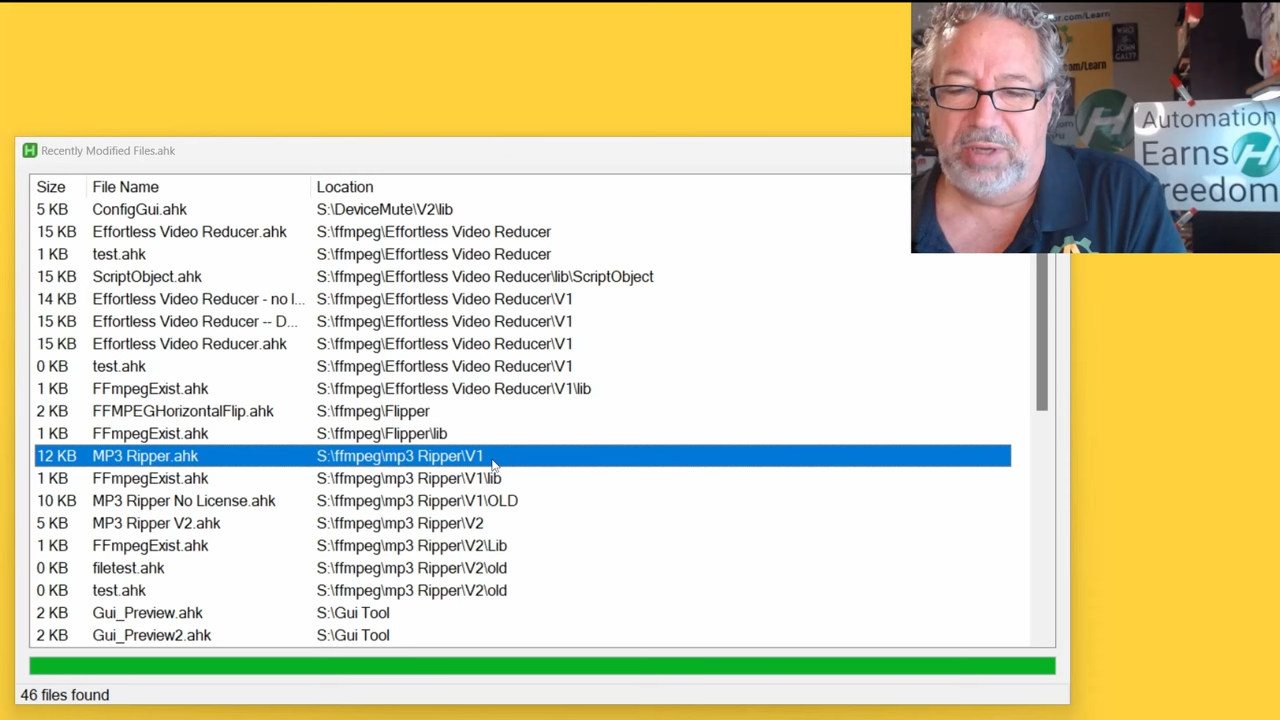 or.com/Learn
WHO IS JOHN GALT?
com/Learn
Automation
Earns
reedom
Recently Modified Files.ahk
Size File Name Location
5 KB ConfigGui.ahk S:\DeviceMute\V2\lib
15 KB Effortless Video Reducer.ahk S:\ffmpeg\Effortless Video Reducer
1 KB test.ahk S:\ffmpeg\Effortless Video Reducer
15 KB ScriptObject.ahk S:\ffmpeg\Effortless Video Reducer\lib\ScriptObject
14 KB Effortless Video Reducer - no l... S:\ffmpeg\Effortless Video Reducer\V1
15 KB Effortless Video Reducer -- D... S:\ffmpeg\Effortless Video Reducer\V1
15 KB Effortless Video Reducer.ahk S:\ffmpeg\Effortless Video Reducer\V1
0 KB test.ahk S:\ffmpeg\Effortless Video Reducer\V1
1 KB FFmpegExist.ahk S:\ffmpeg\Effortless Video Reducer\V1\lib
2 KB FFMPEGHorizontalFlip.ahk S:\ffmpeg\Flipper
1 KB FFmpegExist.ahk S:\ffmpeg\Flipper\lib
12 KB MP3 Ripper.ahk S:\ffmpeg\mp3 Ripper\V1
1 KB FFmpegExist.ahk S:\ffmpeg\mp3 Ripper\V1\lib
10 KB MP3 Ripper No License.ahk S:\ffmpeg\mp3 Ripper\V1\OLD
5 KB MP3 Ripper V2.ahk S:\ffmpeg\mp3 Ripper\V2
1 KB FFmpegExist.ahk S:\ffmpeg\mp3 Ripper\V2\Lib
0 KB filetest.ahk S:\ffmpeg\mp3 Ripper\V2\old
0 KB test.ahk S:\ffmpeg\mp3 Ripper\V2\old
2 KB Gui_Preview.ahk S:\Gui Tool
2 KB Gui_Preview2.ahk S:\Gui Tool
46 files found